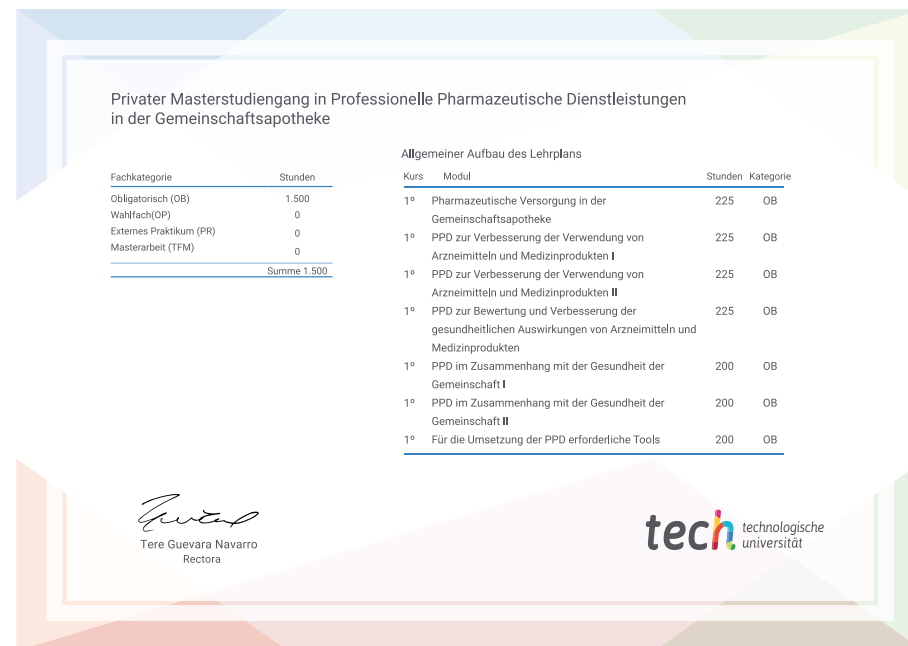 Privater Masterstudiengang in Professionelle Pharmazeutische Dienstleistungen
in der Gemeinschaftsapotheke
Fachkategorie Stunden
Obligatorisch (OB) 1.500
Wahlfach(OP) 0
Externes Praktikum (PR) 0
Masterarbeit (TFM) 0
Summe 1.500
Allgemeiner Aufbau des Lehrplans
Kurs Modul Stunden Kategorie
1º Pharmazeutische Versorgung in der 225 OB
Gemeinschaftsapotheke
1º PPD zur Verbesserung der Verwendung von 225 OB
Arzneimitteln und Medizinprodukten I
1º PPD zur Verbesserung der Verwendung von 225 OB
Arzneimitteln und Medizinprodukten II
1º PPD zur Bewertung und Verbesserung der 225 OB
gesundheitlichen Auswirkungen von Arzneimitteln und
Medizinprodukten
1º PPD im Zusammenhang mit der Gesundheit der 200 OB
Gemeinschaft I
1º PPD im Zusammenhang mit der Gesundheit der 200 OB
Gemeinschaft II
1º Für die Umsetzung der PPD erforderliche Tools 200 OB
Tere Guevara Navarro
Rectora
tech technologische
universität